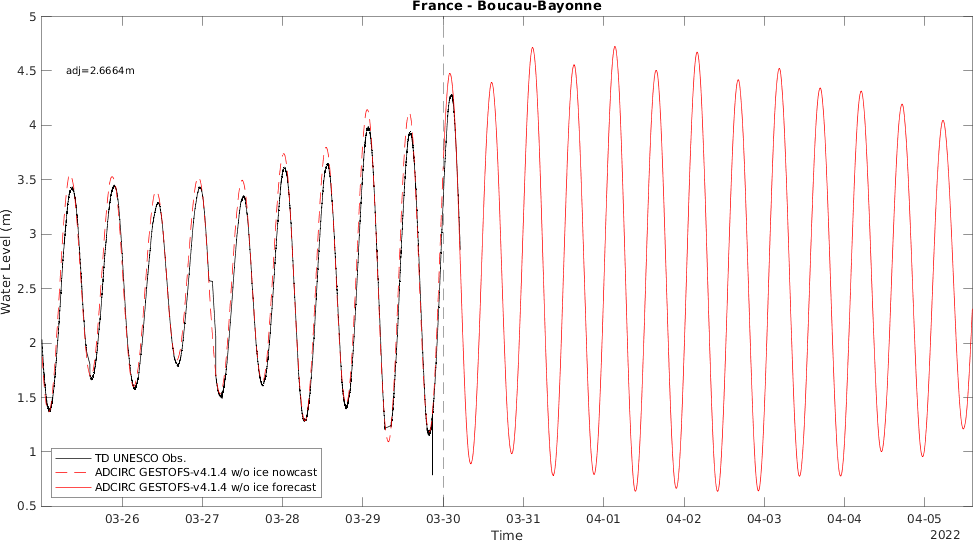 France - Boucau-Bayonne
5
4.5
4
3.5
3
2.5
2
1.5
1
0.5
Water Level (m)
adj=2.6664m
TD UNESCO Obs.
ADCIRC GESTOFS-v4.1.4 w/o ice nowcast
ADCIRC GESTOFS-v4.1.4 w/o ice forecast
03-26 03-27 03-28 03-29 03-30 03-31 04-01 04-02 04-03 04-04 04-05
Time
2022